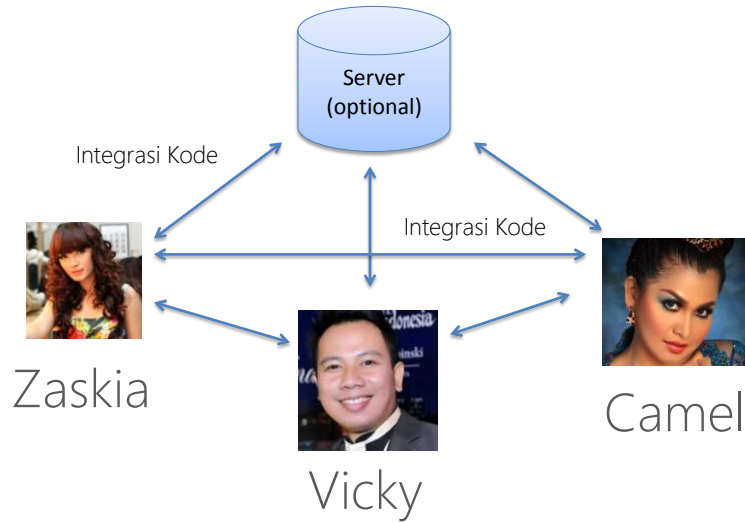 Server
(optional)
Integrasi Kode
Integrasi Kode
Zaskia
Camel
Vicky